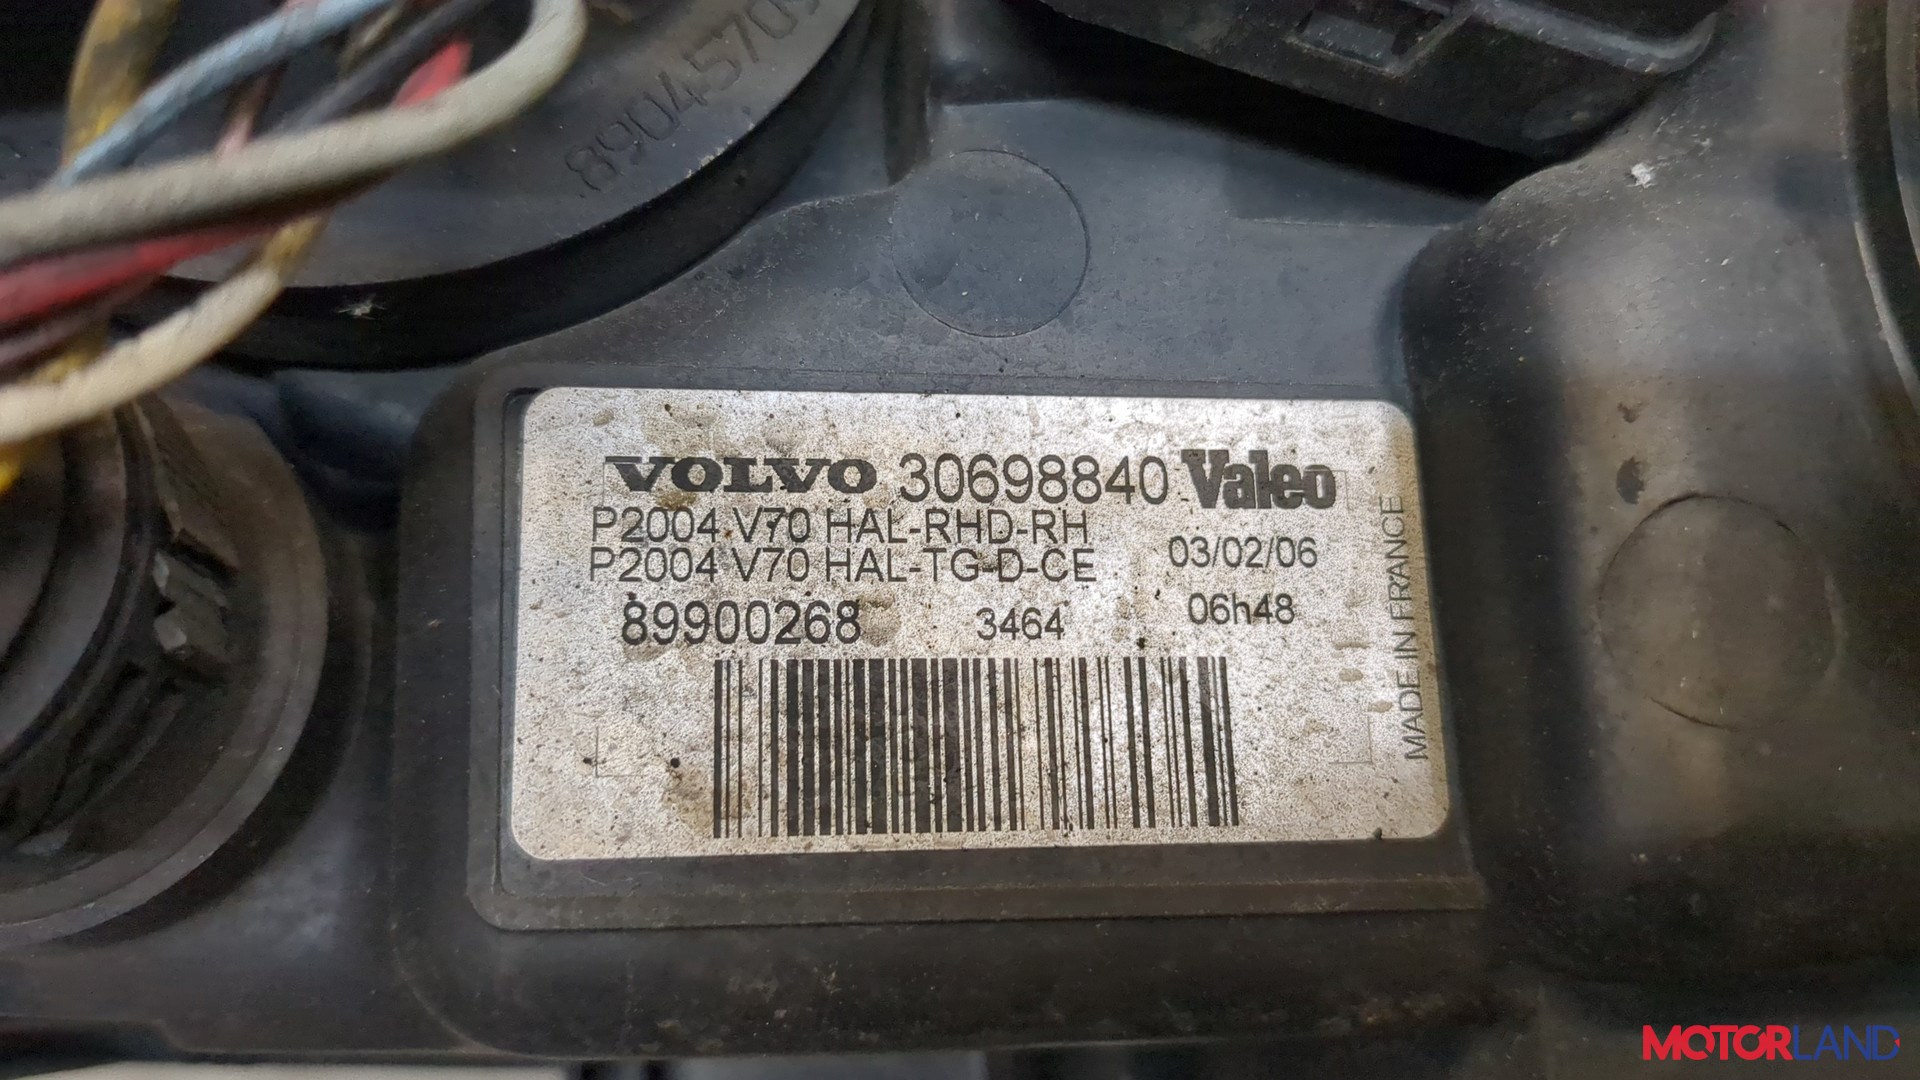 VOLVO 30698840 Valeo
P2004 V70 HAL-RHD-RH
P2004 V70 HAL-TG-D-CE 03/02/06
89900268 3464 06h48
MADE IN FRANCE
MOTORLAND